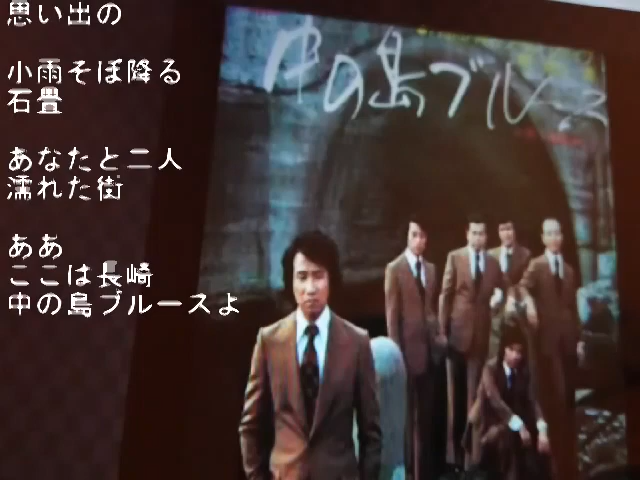 思い出の
小雨そぼ降る
石畳
あなたと二人
濡れた街
ああ
ここは長崎
中の島ブルースよ
中の島ブルース